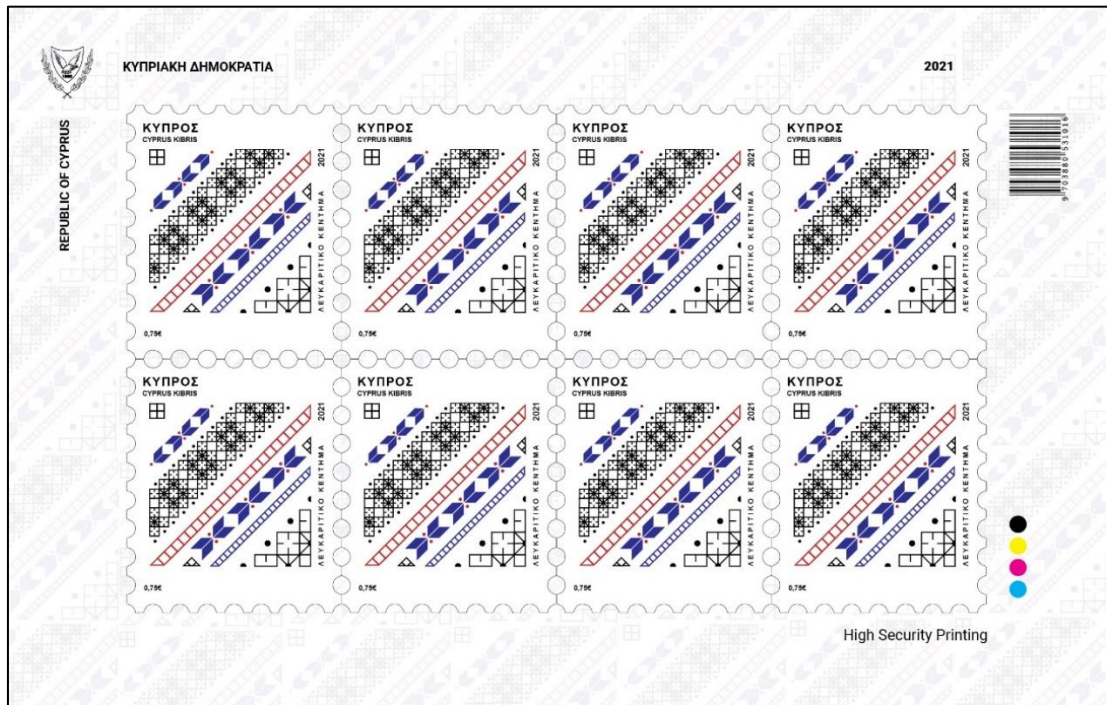 ΚΥΠΡΙΑΚΗ ΔΗΜΟΚΡΑΤΙΑ
2021
REPUBLIC OF CYPRUS
ΚΥΠΡΟΣ
CYPRUS KIBRIS
2021
ΛΕΥΚΑΡΙΤΙΚΟ ΚΕΝΤΗΜΑ
0,75€
ΚΥΠΡΟΣ
CYPRUS KIBRIS
2021
ΛΕΥΚΑΡΙΤΙΚΟ ΚΕΝΤΗΜΑ
0,75€
ΚΥΠΡΟΣ
CYPRUS KIBRIS
2021
ΛΕΥΚΑΡΙΤΙΚΟ ΚΕΝΤΗΜΑ
0,75€
ΚΥΠΡΟΣ
CYPRUS KIBRIS
2021
ΛΕΥΚΑΡΙΤΙΚΟ ΚΕΝΤΗΜΑ
0,75€
9 703880 531016
ΚΥΠΡΟΣ
CYPRUS KIBRIS
2021
ΛΕΥΚΑΡΙΤΙΚΟ ΚΕΝΤΗΜΑ
0,75€
ΚΥΠΡΟΣ
CYPRUS KIBRIS
2021
ΛΕΥΚΑΡΙΤΙΚΟ ΚΕΝΤΗΜΑ
0,75€
ΚΥΠΡΟΣ
CYPRUS KIBRIS
2021
ΛΕΥΚΑΡΙΤΙΚΟ ΚΕΝΤΗΜΑ
0,75€
ΚΥΠΡΟΣ
CYPRUS KIBRIS
2021
ΛΕΥΚΑΡΙΤΙΚΟ ΚΕΝΤΗΜΑ
0,75€
High Security Printing